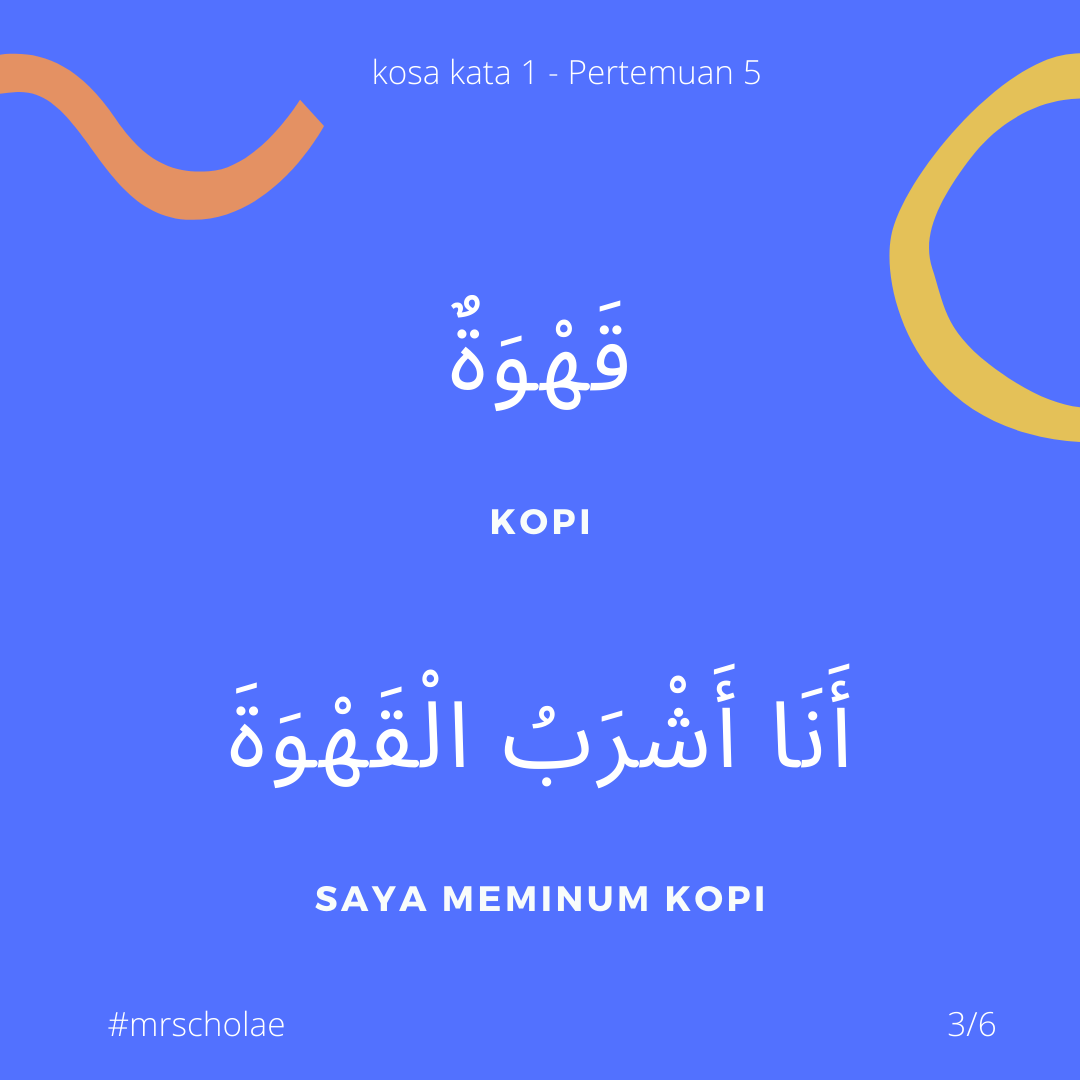 kosa kata 1 - Pertemuan 5
قَهْوَةٌ
KOPI
أَنَا أَشْرَبُ الْقَهْوَةَ
SAYA MEMINUM KOPI
#mrscholae
3/6